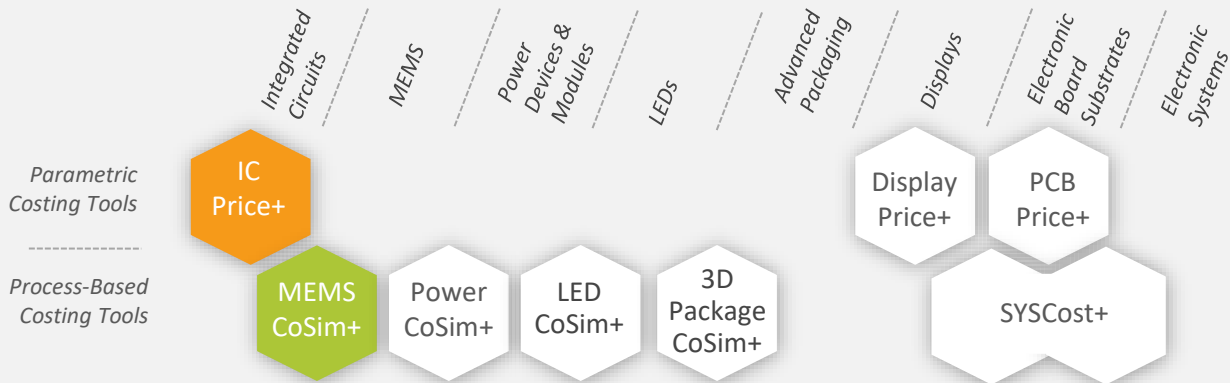 Integrated
Circuits
MEMS
Power
Devices &
Modules
LEDs
Advanced
Packaging
Displays
Electronic
Board
Substrates
Electronic
Systems
Parametric
Costing Tools
IC
Price+
Display
Price+
PCB
Price+
Process-Based
Costing Tools
MEMS
CoSim+
Power
CoSim+
LED
CoSim+
3D
Package
CoSim+
SYSCost+